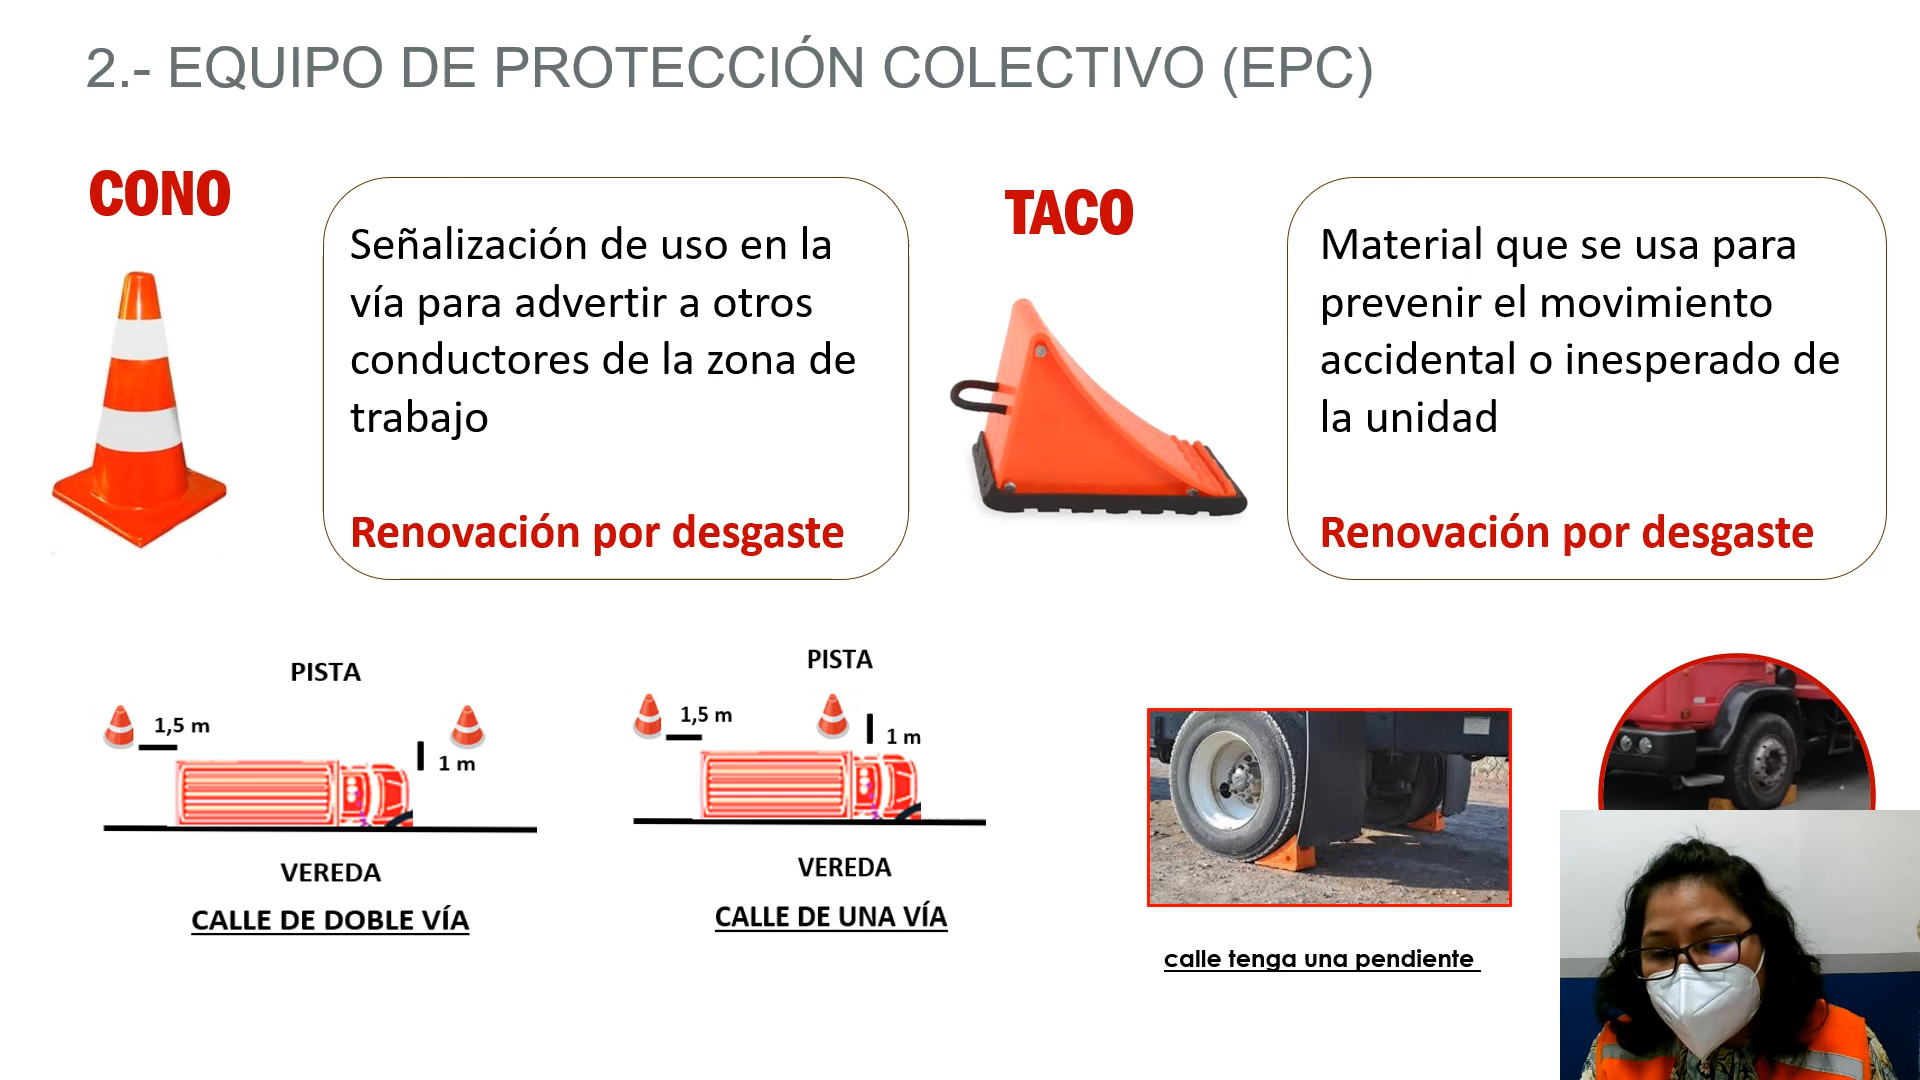 2.- EQUIPO DE PROTECCIÓN COLECTIVO (EPC)
CONO
Señalización de uso en la
vía para advertir a otros
conductores de la zona de
trabajo
Renovación por desgaste
TACO
Material que se usa para
prevenir el movimiento
accidental o inesperado de
la unidad
Renovación por desgaste
PISTA
1,5 m
1 m
VEREDA
CALLE DE DOBLE VÍA
PISTA
1,5 m
1 m
VEREDA
CALLE DE UNA VÍA
calle tenga una pendiente